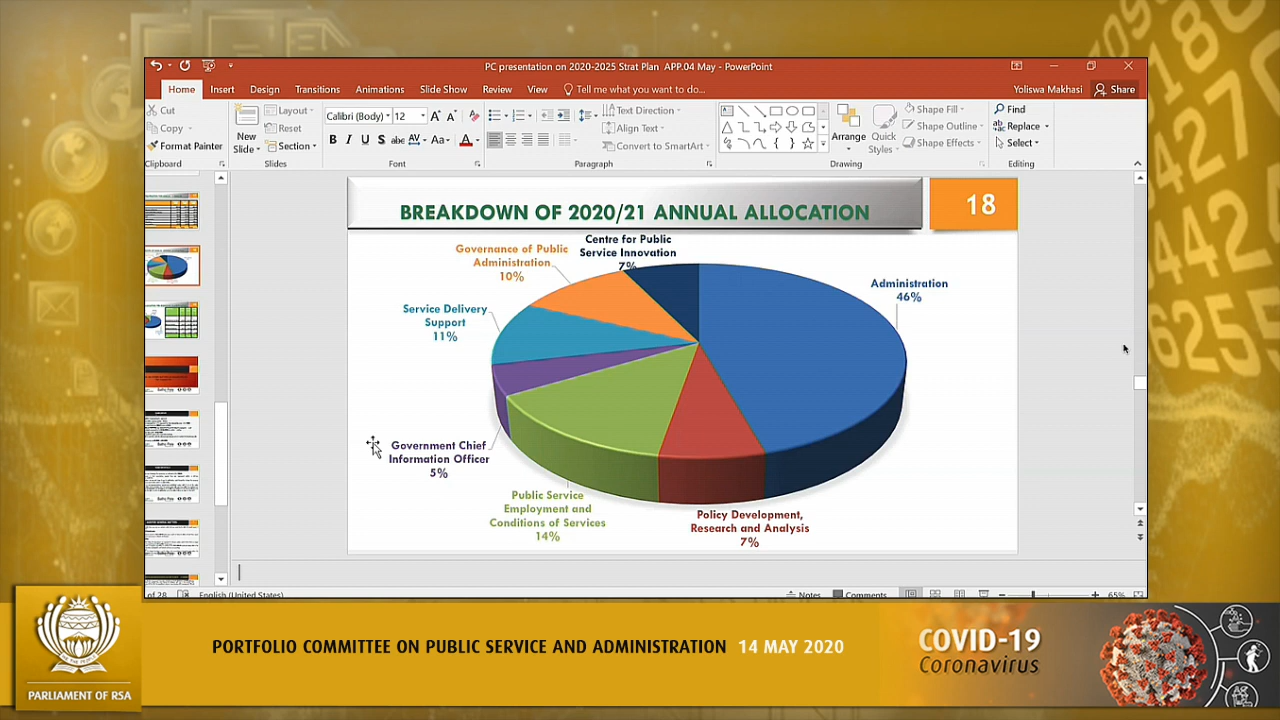 PC presentation on 2020-2025 Strat Plan APP.04 May - PowerPoint
Home Insert Design Transitions Animations Slide Show Review View Tell me what you want to do... Yoliswa Makhasi Share
Cut
Copy
Format Painter
Clipboard
New
Slide
Layout
Reset
Section
Slides
Calibri (Body) 12
B I U S abc AV Aa A
Font
Text Direction
Align Text
Convert to SmartArt
Paragraph
Arrange
Quick
Styles
Shape Fill
Shape Outline
Shape Effects
Drawing
Find
Replace
Select
Editing
BREAKDOWN OF 2020/21 ANNUAL ALLOCATION
18
Centre for Public
Service Innovation
7%
Governance of Public
Administration
10%
Administration
46%
Service Delivery
Support
11%
Government Chief
Information Officer
5%
Public Service
Employment and
Conditions of Services
14%
Policy Development,
Research and Analysis
7%
of 28 English (United States) Notes Comments 65%
PORTFOLIO COMMITTEE ON PUBLIC SERVICE AND ADMINISTRATION 14 MAY 2020
PARLIAMENT OF RSA
COVID-19
Coronavirus